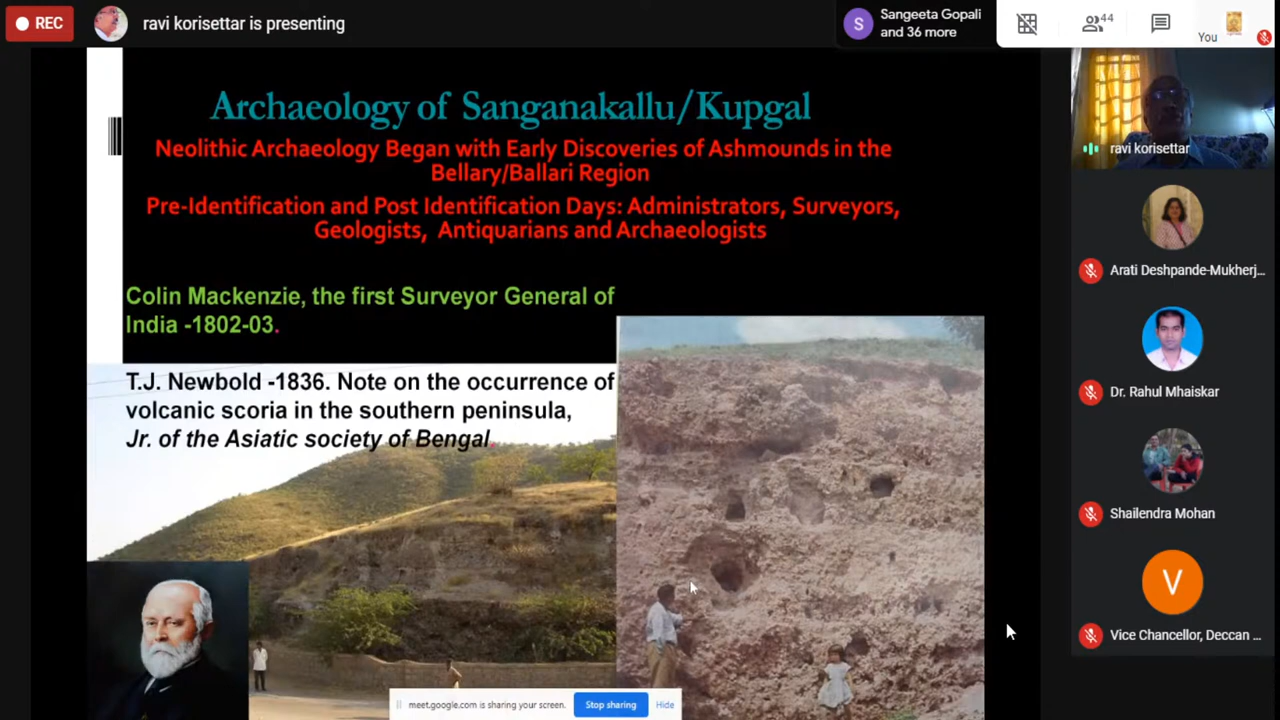 REC
ravi korisettar is presenting
S
Sangeeta Gopali
and 36 more
44
You
Archaeology of Sanganakallu/Kupgal
Neolithic Archaeology Began with Early Discoveries of Ashmounds in the
Bellary/Ballari Region
Pre-Identification and Post Identification Days: Administrators, Surveyors,
Geologists, Antiquarians and Archaeologists
Colin Mackenzie, the first Surveyor General of
India -1802-03.
T.J. Newbold -1836. Note on the occurrence of
volcanic scoria in the southern peninsula,
Jr. of the Asiatic society of Bengal.
meet.google.com is sharing your screen.
Stop sharing
Hide
ravi korisettar
Arati Deshpande-Mukherj...
Dr. Rahul Mhaiskar
Shailendra Mohan
V
Vice Chancellor, Deccan ...